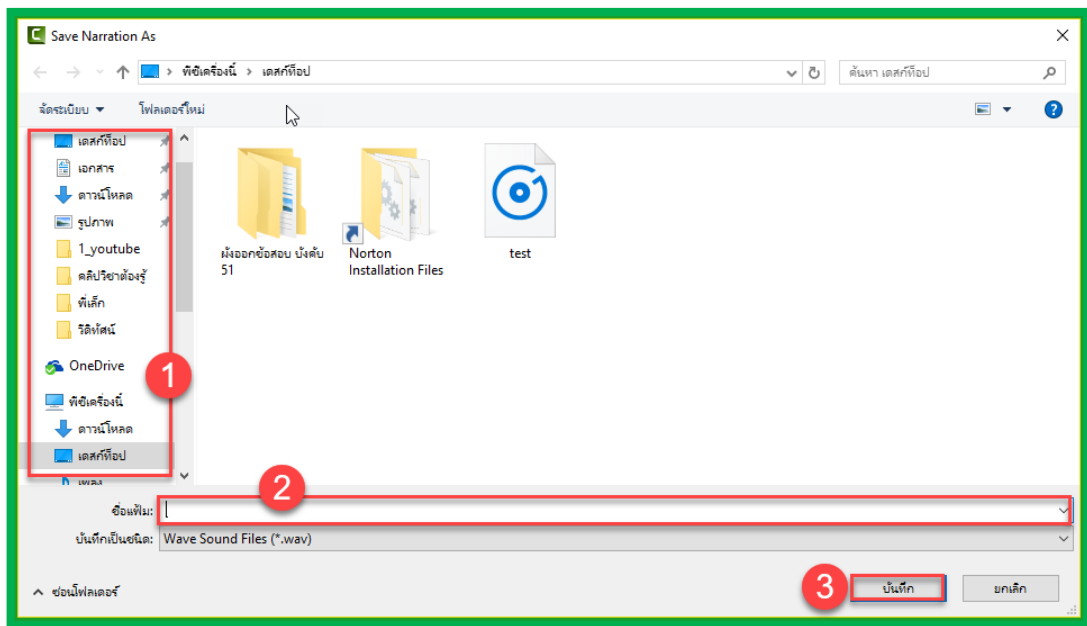 Save Narration As
พีซีเครื่องนี้ > เดสก์ท็อป
ค้นหา เดสก์ท็อป
จัดระเบียบ
โฟลเดอร์ใหม่
เดสก์ท็อป
เอกสาร
ดาวน์โหลด
รูปภาพ
1_youtube
คลิปวิชาต้องรู้
พี่เล็ก
วิดิทัศน์
OneDrive
1
พีซีเครื่องนี้
ดาวน์โหลด
เดสก์ท็อป
ผังออกข้อสอบ บังคับ
51
Norton
Installation Files
test
2
ชื่อแฟ้ม:
บันทึกเป็นชนิด: Wave Sound Files (*.wav)
ซ่อนโฟลเดอร์
3
บันทึก
ยกเลิก